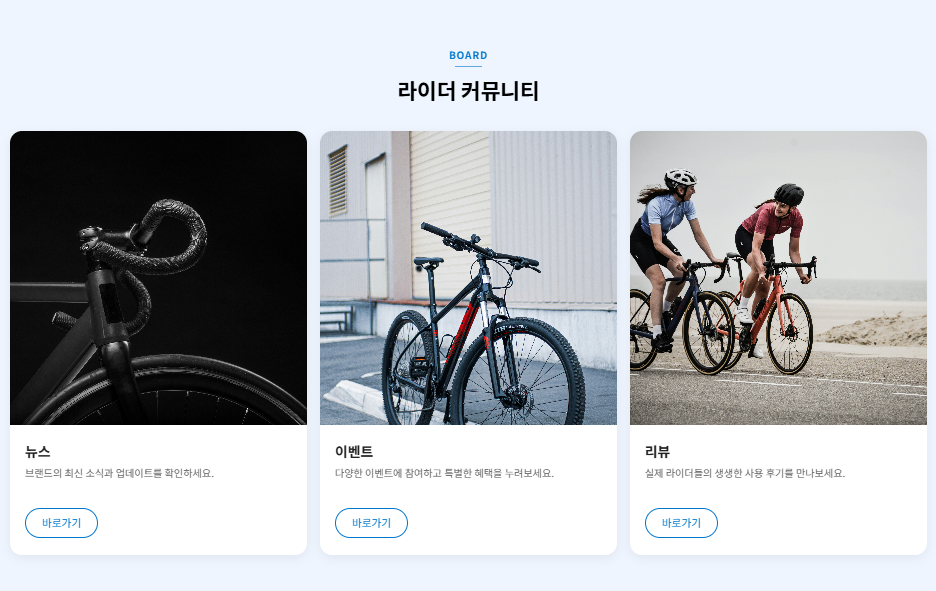 BOARD
라이더 커뮤니티
뉴스
브랜드의 최신 소식과 업데이트를 확인하세요.
바로가기
이벤트
다양한 이벤트에 참여하고 특별한 혜택을 누려보세요.
바로가기
리뷰
실제 라이더들의 생생한 사용 후기를 만나보세요.
바로가기